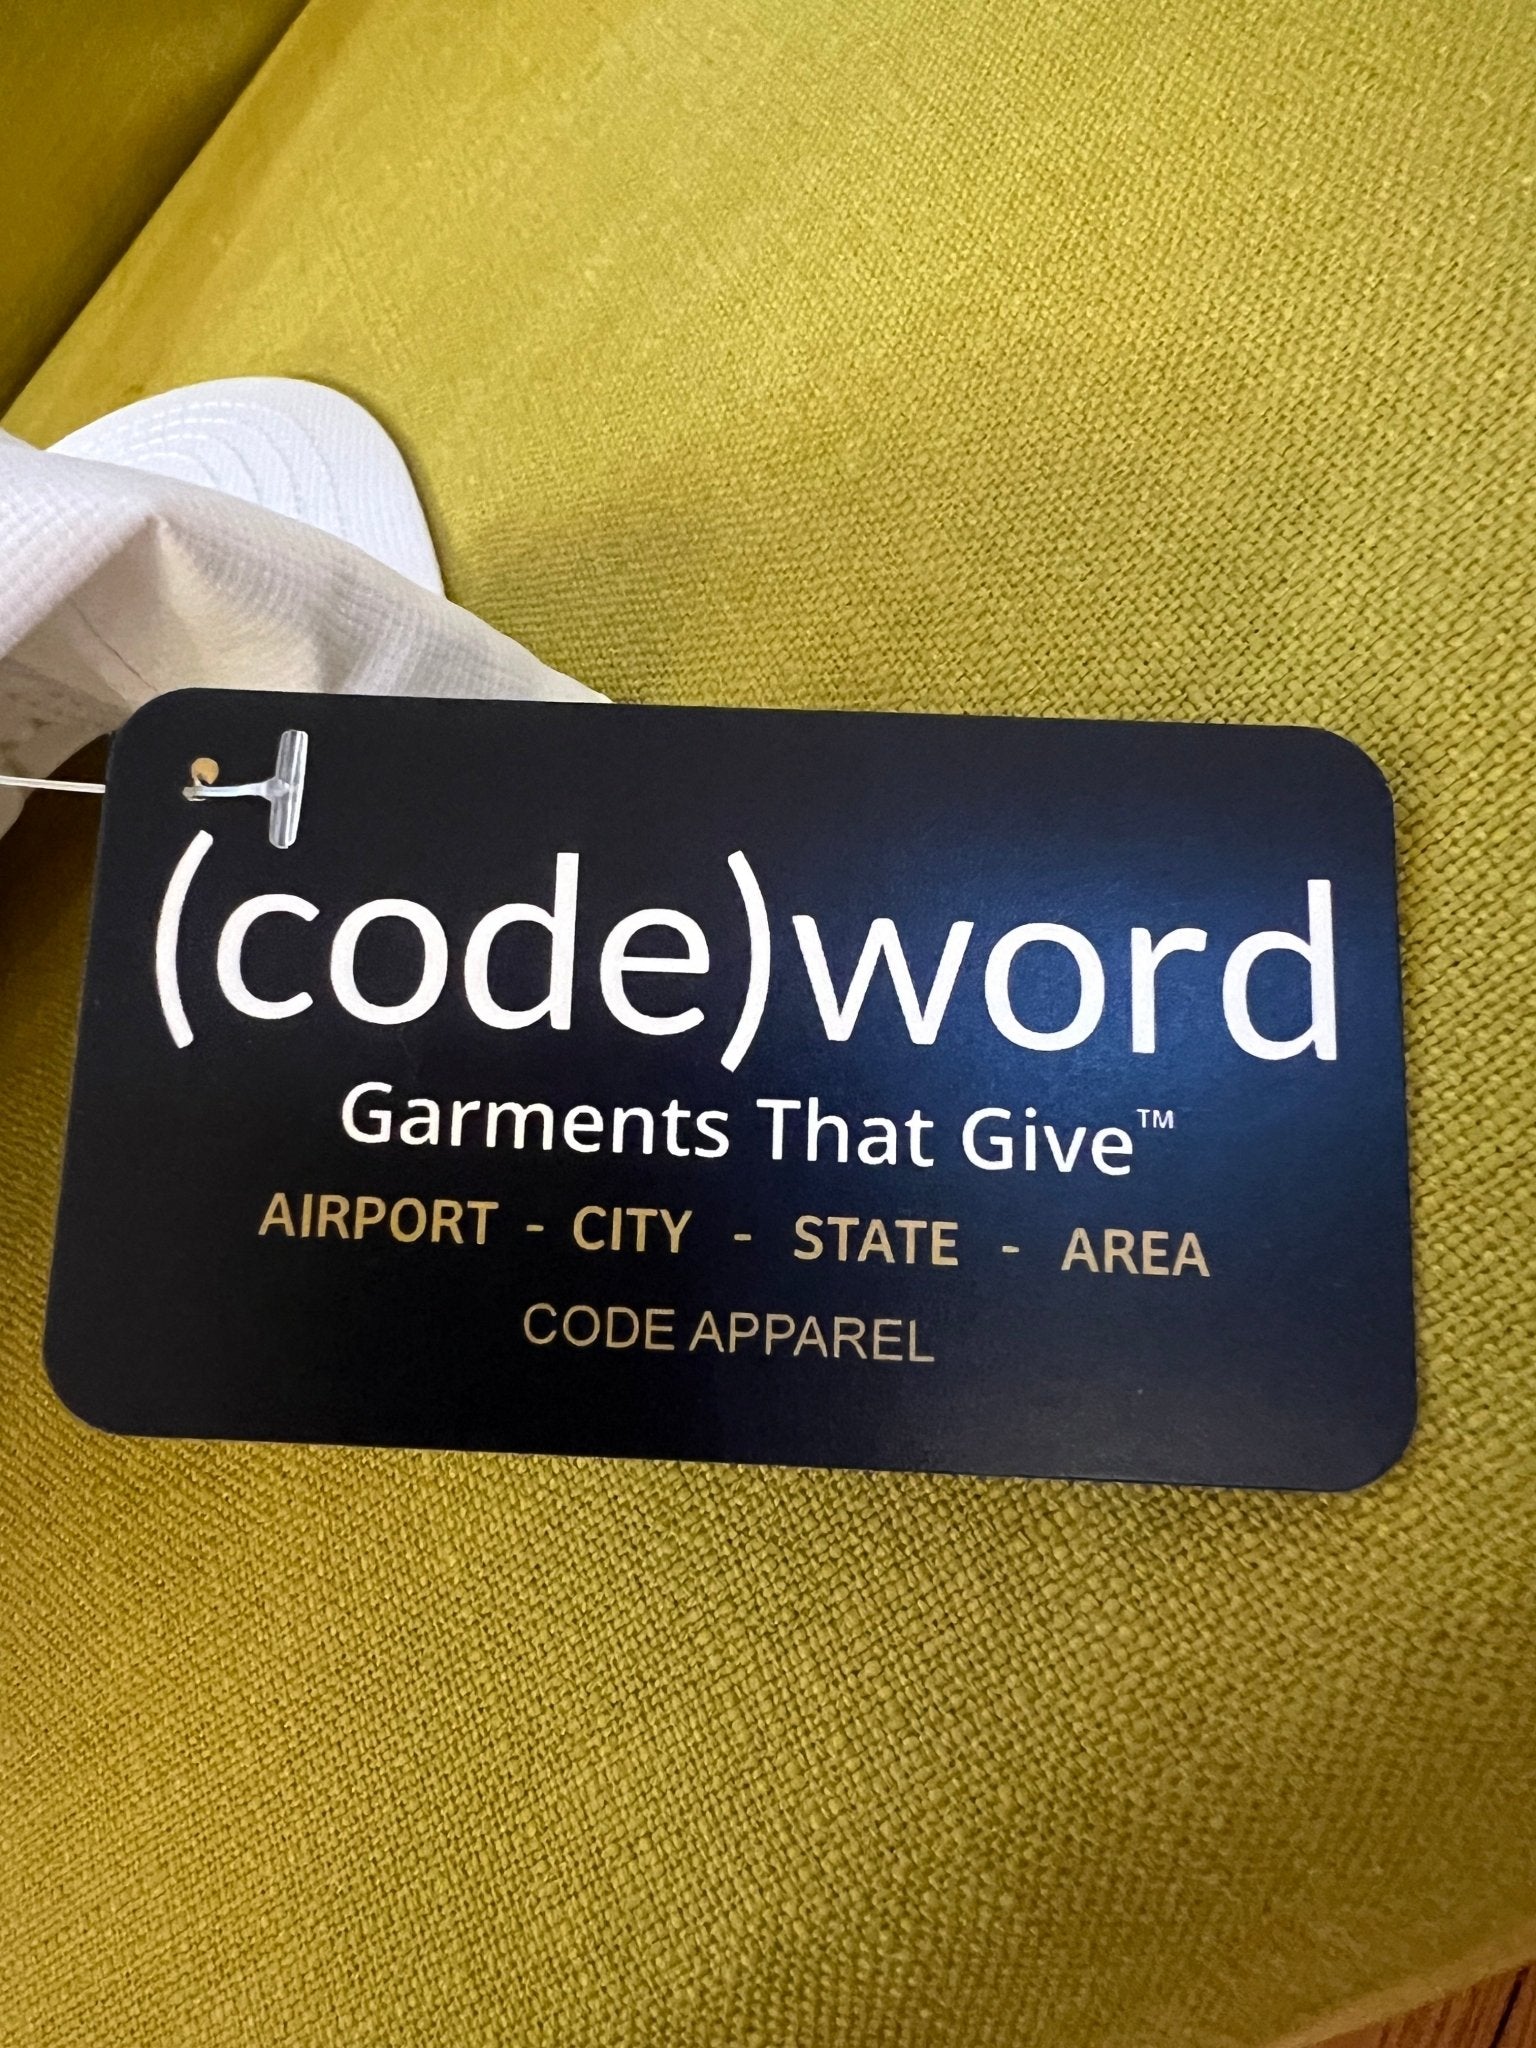 (code)word
Garments That Give™
AIRPORT - CITY - STATE - AREA
CODE APPAREL